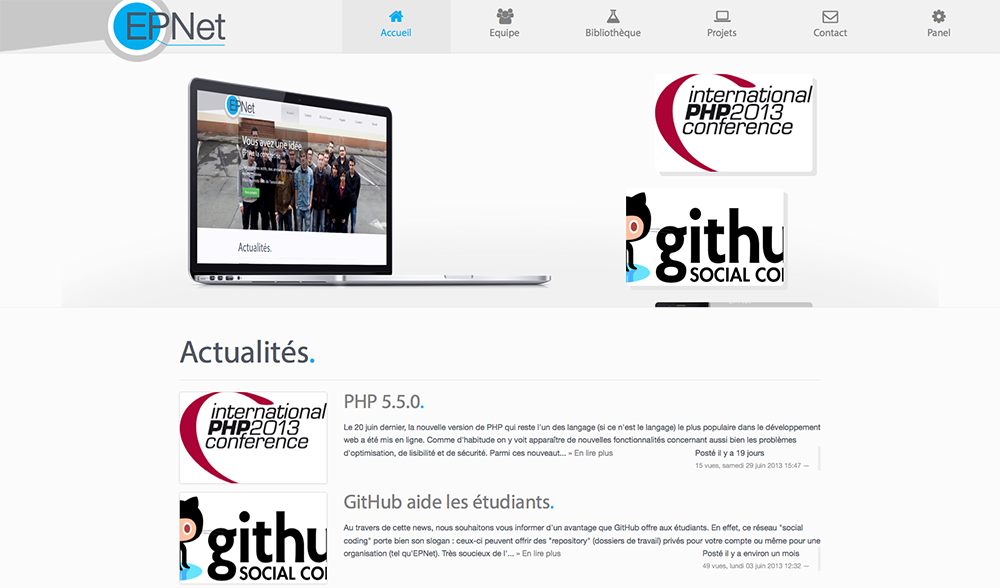 EPNet
Accueil
Equipe
Bibliothèque
Projets
Contact
Panel
EPNet
Vous avez une idée
Actualités.
international
PHP2013
conference
githu
SOCIAL COD
Actualités.
international
PHP2013
conference
PHP 5.5.0.
Le 20 juin dernier, la nouvelle version de PHP qui reste l'un des langage (si ce n'est le langage) le plus populaire dans le développement
web a été mis en ligne. Comme d'habitude on y voit apparaître de nouvelles fonctionnalités concernant aussi bien les problèmes
d'optimisation, de lisibilité et de sécurité. Parmi ces nouveaut... » En lire plus
Posté il y a 19 jours
15 vues, samedi 29 juin 2013 15:47 —
githu
SOCIAL COD
GitHub aide les étudiants.
Au travers de cette news, nous souhaitons vous informer d'un avantage que GitHub offre aux étudiants. En effet, ce réseau "social
coding" porte bien son slogan : ceux-ci peuvent offrir des "repository" (dossiers de travail) privés pour votre compte ou même pour une
organisation (tel qu'EPNet). Très soucieux de l'... » En lire plus
Posté il y a environ un mois
49 vues, lundi 03 juin 2013 12:32 —